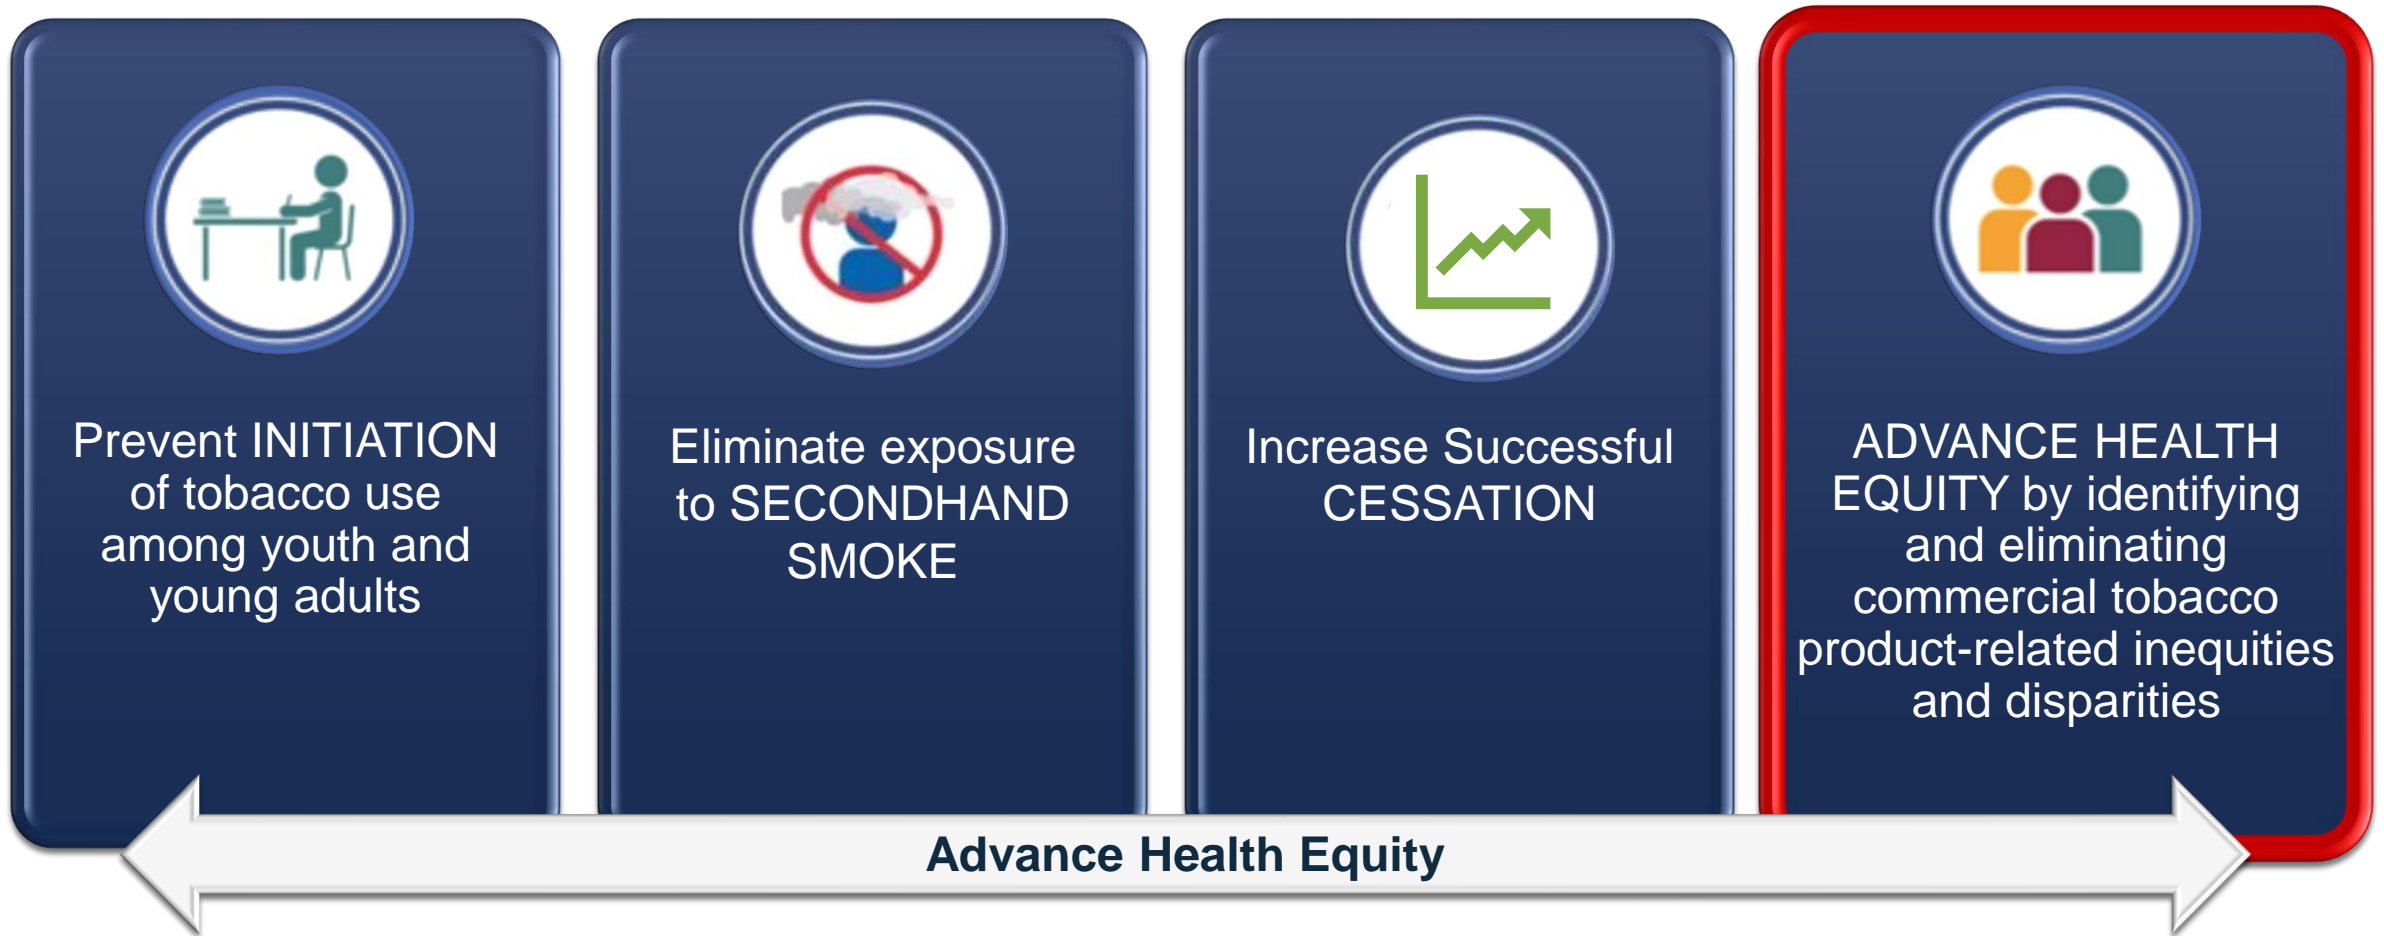 Prevent INITIATION
of tobacco use
among youth and
young adults
Eliminate exposure
to SECONDHAND
SMOKE
Increase Successful
CESSATION
ADVANCE HEALTH
EQUITY by identifying
and eliminating
commercial tobacco
product-related inequities
and disparities
Advance Health Equity